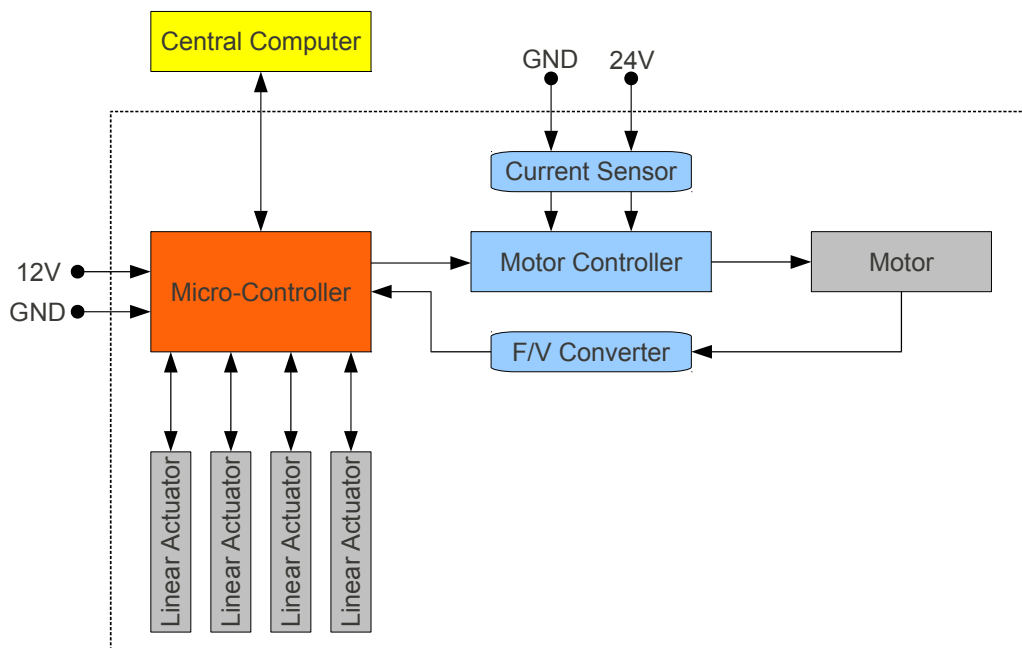 Central Computer
GND
24V
Current Sensor
12V
GND
Micro-Controller
Motor Controller
Motor
F/V Converter
Linear Actuator
Linear Actuator
Linear Actuator
Linear Actuator